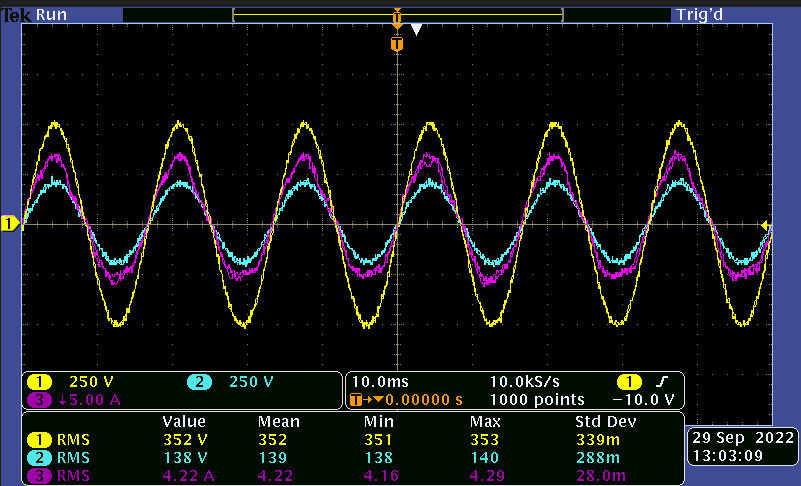 Tek Run Trig'd
T
T
1
1 250 V 2 250 V
3 ↓5.00 A
10.0ms 10.0kS/s 1 ʃ
T→▼0.00000 s 1000 points −10.0 V
Value Mean Min Max Std Dev
1 RMS 352 V 352 351 353 339m
2 RMS 138 V 139 138 140 288m
3 RMS 4.22 A 4.22 4.16 4.29 28.0m
29 Sep 2022
13:03:09